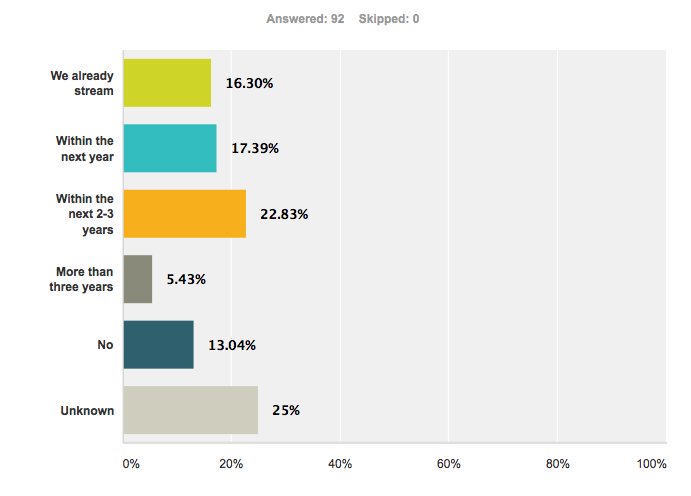 Answered: 92 Skipped: 0
We already
stream
16.30%
Within the
next year
17.39%
Within the
next 2-3
years
22.83%
More than
three years
5.43%
No
13.04%
Unknown
25%
0% 20% 40% 60% 80% 100%